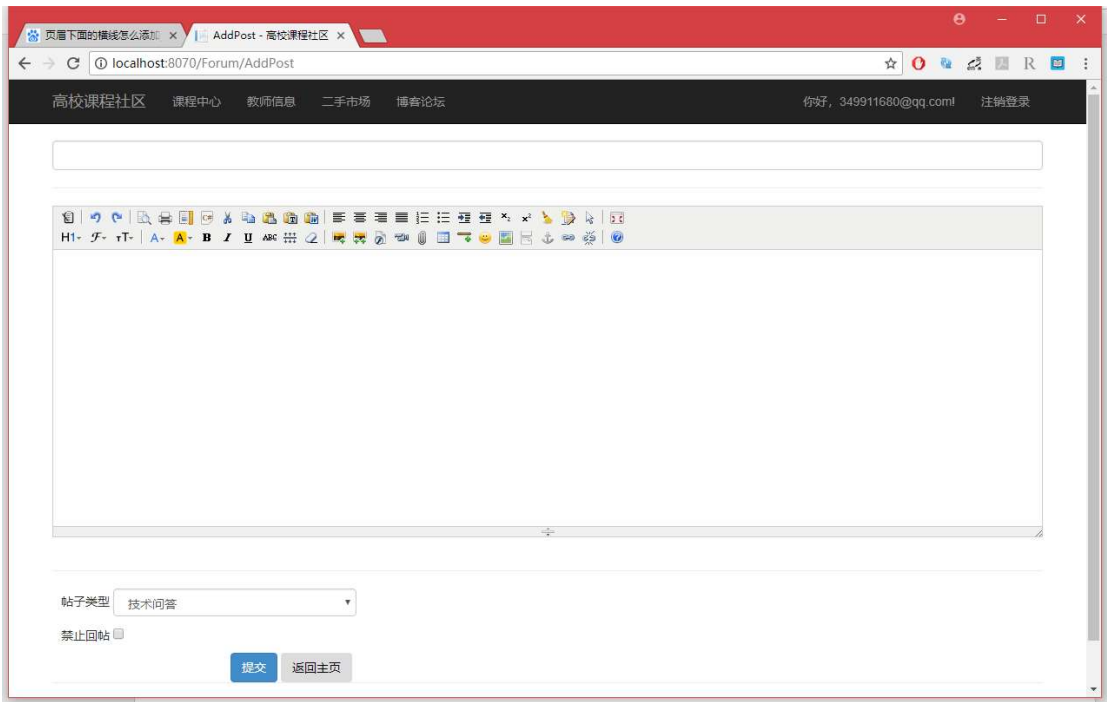 页眉下面的横线怎么添加 AddPost - 高校课程社区
localhost:8070/Forum/AddPost
高校课程社区 课程中心 教师信息 二手市场 博客论坛 你好，349911680@qq.com! 注销登录
H1 F тT A A B I U ABC
帖子类型 技术问答
禁止回帖
提交 返回主页